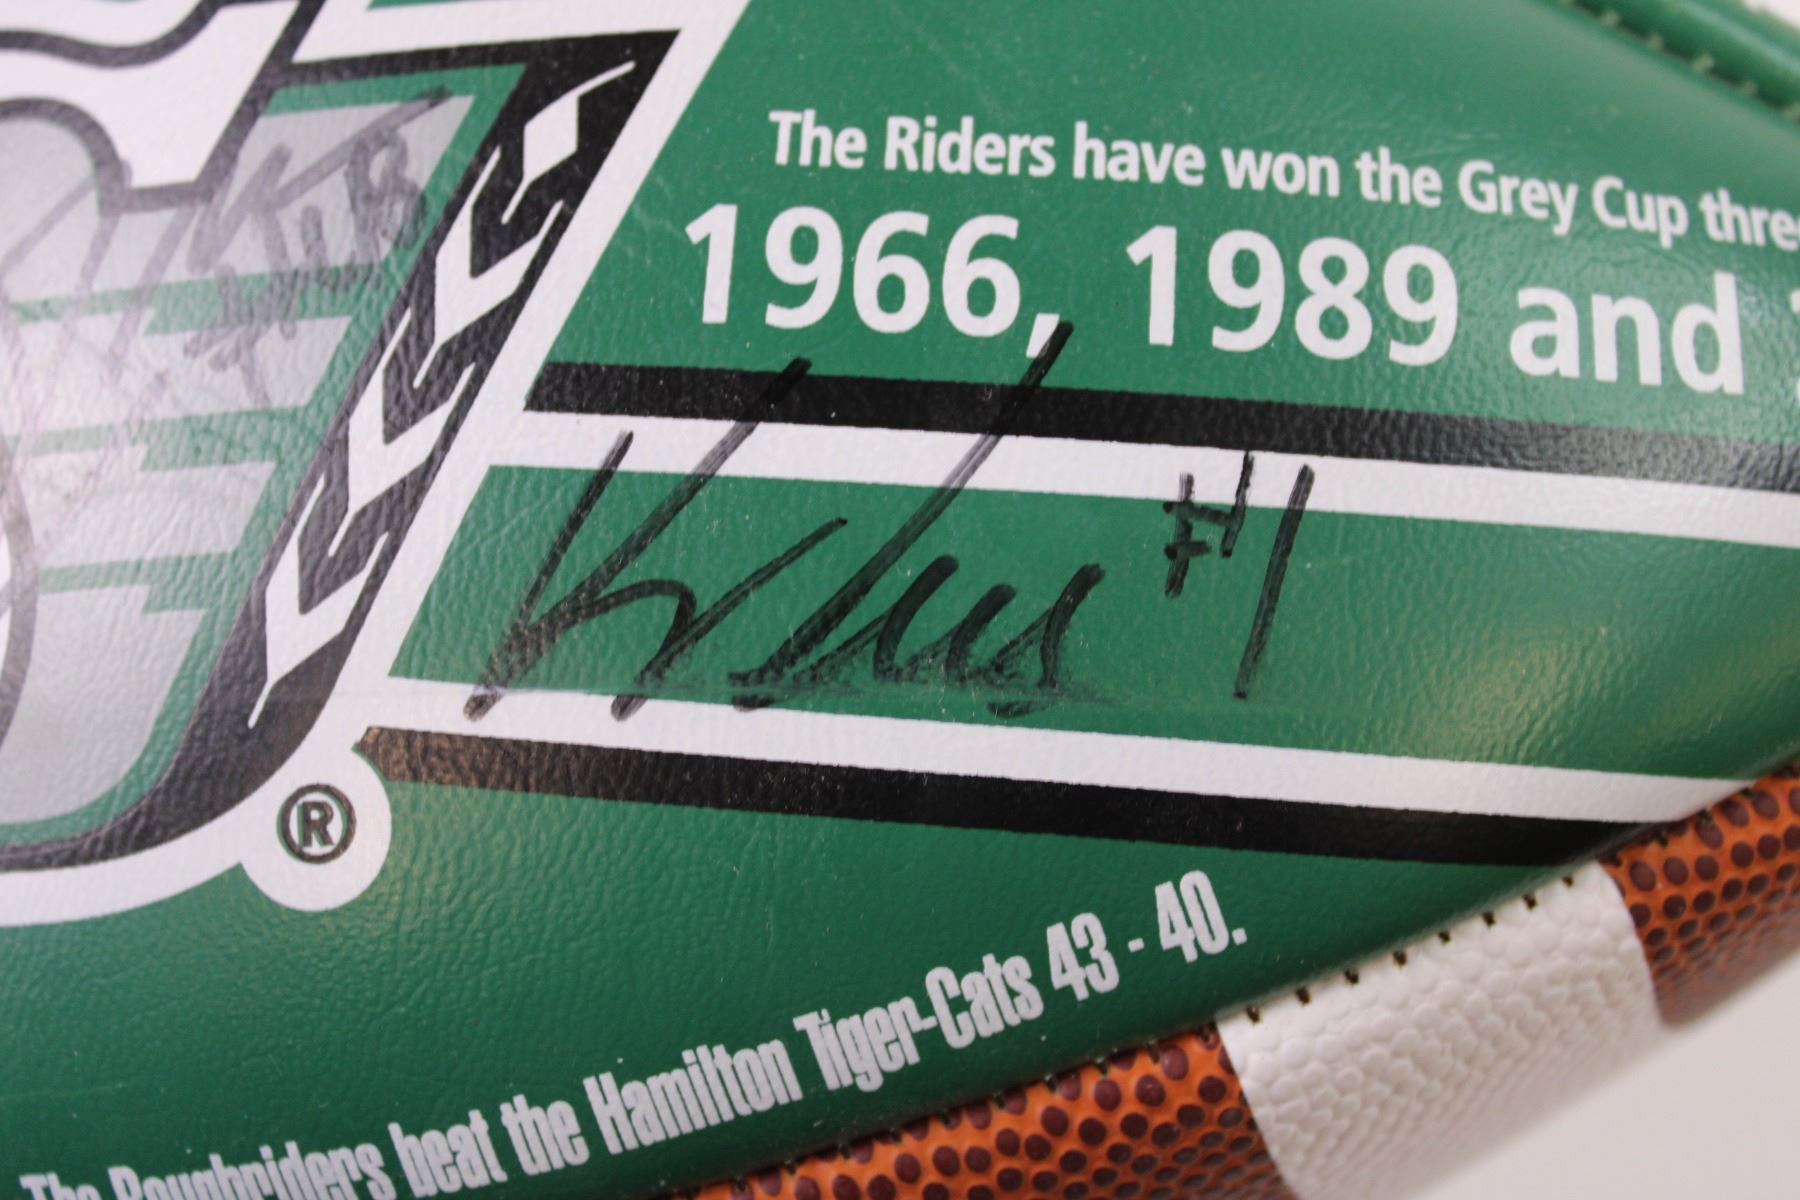 The Riders have won the Grey Cup three
1966, 1989 and
#1
®
The Roughriders beat the Hamilton Tiger-Cats 43 - 40.